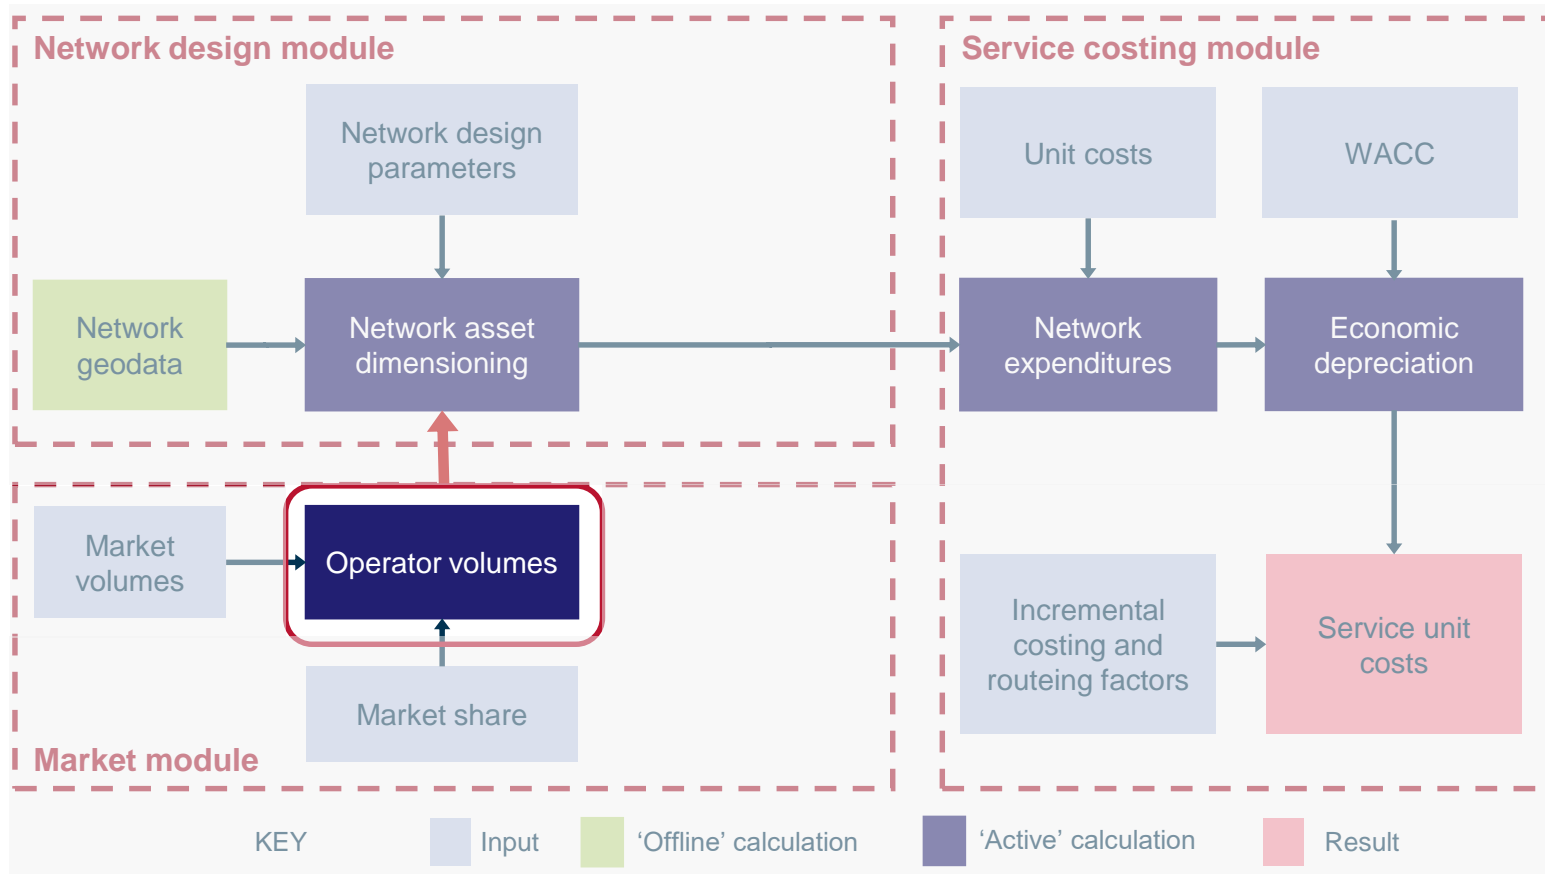 Network design module
Network design
parameters
Network
geodata
Network asset
dimensioning
Market
volumes
Operator volumes
Market share
Market module
Service costing module
Unit costs
WACC
Network
expenditures
Economic
depreciation
Incremental
costing and
routeing factors
Service unit
costs
KEY
Input
‘Offline’ calculation
‘Active’ calculation
Result